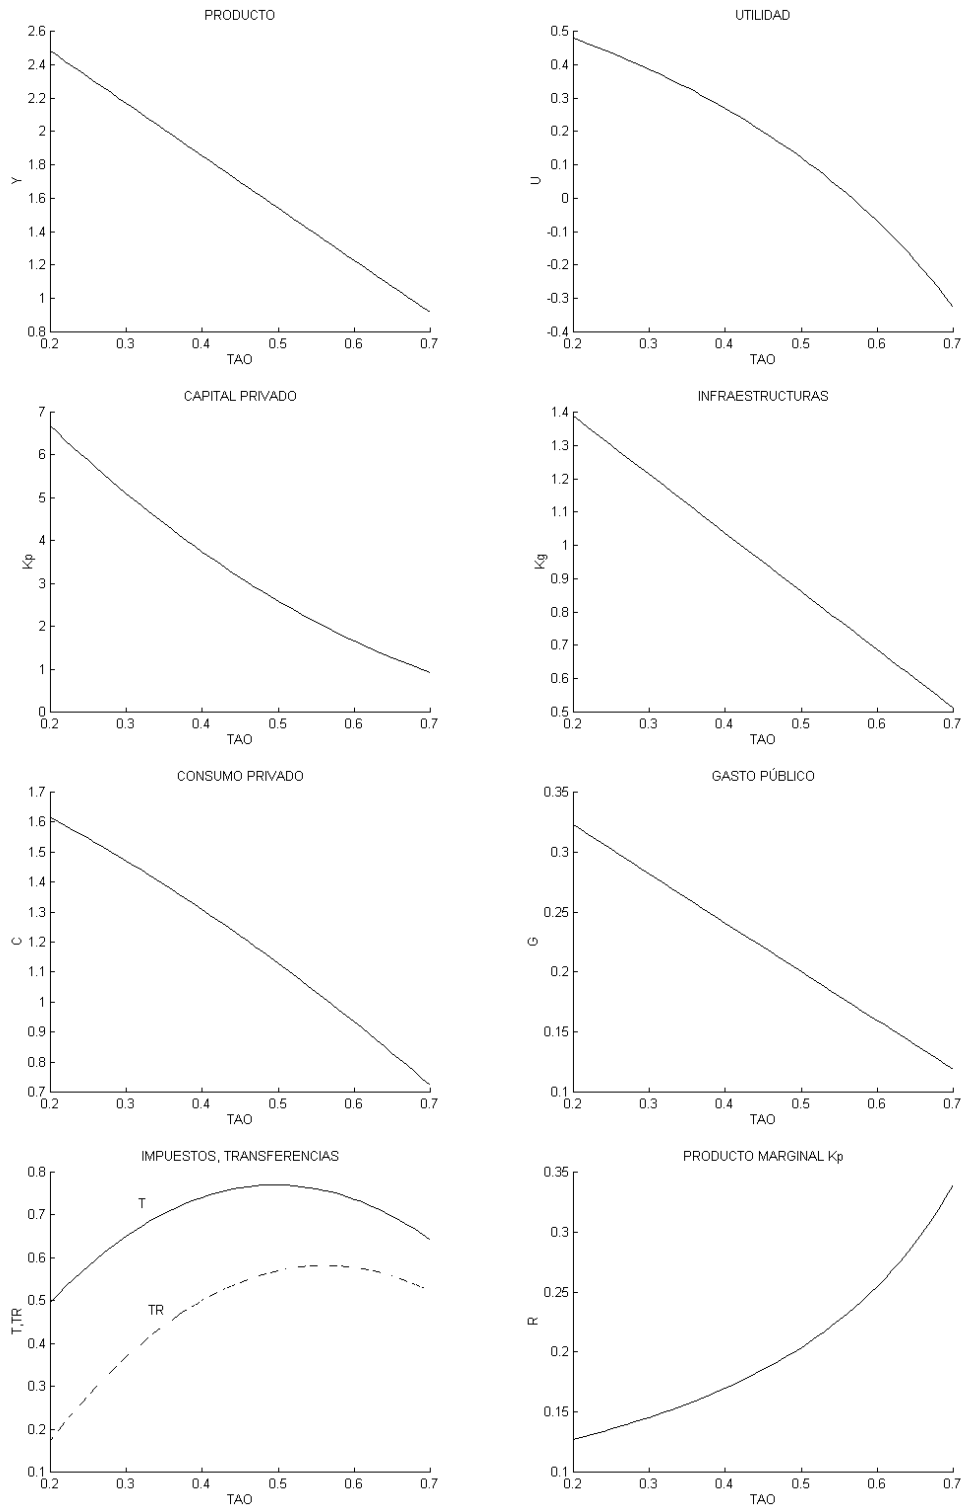 PRODUCTO
2.6
2.4
2.2
2
1.8
1.6
1.4
1.2
1
0.8
Y
0.2 0.3 0.4 0.5 0.6 0.7
TAO
UTILIDAD
0.5
0.4
0.3
0.2
0.1
0
-0.1
-0.2
-0.3
-0.4
U
0.2 0.3 0.4 0.5 0.6 0.7
TAO
CAPITAL PRIVADO
7
6
5
4
3
2
1
0
Kp
0.2 0.3 0.4 0.5 0.6 0.7
TAO
INFRAESTRUCTURAS
1.4
1.3
1.2
1.1
1
0.9
0.8
0.7
0.6
0.5
Kg
0.2 0.3 0.4 0.5 0.6 0.7
TAO
CONSUMO PRIVADO
1.7
1.6
1.5
1.4
1.3
1.2
1.1
1
0.9
0.8
0.7
C
0.2 0.3 0.4 0.5 0.6 0.7
TAO
GASTO PÚBLICO
0.35
0.3
0.25
0.2
0.15
0.1
G
0.2 0.3 0.4 0.5 0.6 0.7
TAO
IMPUESTOS, TRANSFERENCIAS
0.8
0.7
0.6
0.5
0.4
0.3
0.2
0.1
T,TR
T
TR
0.2 0.3 0.4 0.5 0.6 0.7
TAO
PRODUCTO MARGINAL Kp
0.35
0.3
0.25
0.2
0.15
0.1
R
0.2 0.3 0.4 0.5 0.6 0.7
TAO